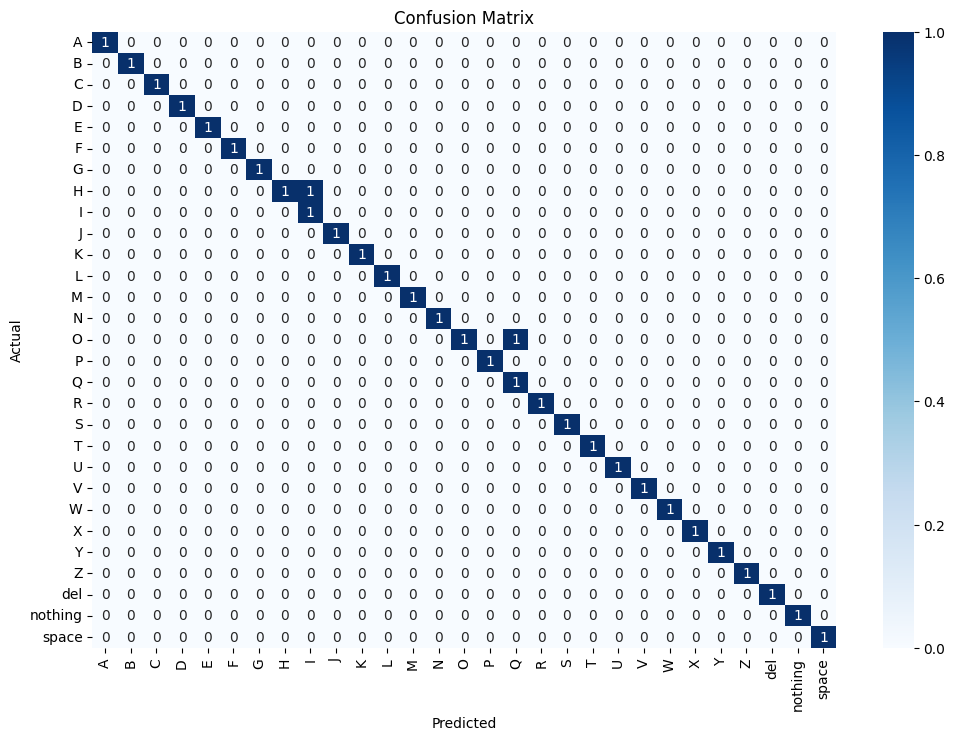 Confusion Matrix
A 1 0 0 0 0 0 0 0 0 0 0 0 0 0 0 0 0 0 0 0 0 0 0 0 0 0 0 0 0
B 0 1 0 0 0 0 0 0 0 0 0 0 0 0 0 0 0 0 0 0 0 0 0 0 0 0 0 0 0
C 0 0 1 0 0 0 0 0 0 0 0 0 0 0 0 0 0 0 0 0 0 0 0 0 0 0 0 0 0
D 0 0 0 1 0 0 0 0 0 0 0 0 0 0 0 0 0 0 0 0 0 0 0 0 0 0 0 0 0
E 0 0 0 0 1 0 0 0 0 0 0 0 0 0 0 0 0 0 0 0 0 0 0 0 0 0 0 0 0
F 0 0 0 0 0 1 0 0 0 0 0 0 0 0 0 0 0 0 0 0 0 0 0 0 0 0 0 0 0
G 0 0 0 0 0 0 1 0 0 0 0 0 0 0 0 0 0 0 0 0 0 0 0 0 0 0 0 0 0
H 0 0 0 0 0 0 0 1 1 0 0 0 0 0 0 0 0 0 0 0 0 0 0 0 0 0 0 0 0
I 0 0 0 0 0 0 0 0 1 0 0 0 0 0 0 0 0 0 0 0 0 0 0 0 0 0 0 0 0
J 0 0 0 0 0 0 0 0 0 1 0 0 0 0 0 0 0 0 0 0 0 0 0 0 0 0 0 0 0
K 0 0 0 0 0 0 0 0 0 0 1 0 0 0 0 0 0 0 0 0 0 0 0 0 0 0 0 0 0
L 0 0 0 0 0 0 0 0 0 0 0 1 0 0 0 0 0 0 0 0 0 0 0 0 0 0 0 0 0
M 0 0 0 0 0 0 0 0 0 0 0 0 1 0 0 0 0 0 0 0 0 0 0 0 0 0 0 0 0
N 0 0 0 0 0 0 0 0 0 0 0 0 0 1 0 0 0 0 0 0 0 0 0 0 0 0 0 0 0
O 0 0 0 0 0 0 0 0 0 0 0 0 0 0 1 0 1 0 0 0 0 0 0 0 0 0 0 0 0
P 0 0 0 0 0 0 0 0 0 0 0 0 0 0 0 1 0 0 0 0 0 0 0 0 0 0 0 0 0
Q 0 0 0 0 0 0 0 0 0 0 0 0 0 0 0 0 1 0 0 0 0 0 0 0 0 0 0 0 0
R 0 0 0 0 0 0 0 0 0 0 0 0 0 0 0 0 0 1 0 0 0 0 0 0 0 0 0 0 0
S 0 0 0 0 0 0 0 0 0 0 0 0 0 0 0 0 0 0 1 0 0 0 0 0 0 0 0 0 0
T 0 0 0 0 0 0 0 0 0 0 0 0 0 0 0 0 0 0 0 1 0 0 0 0 0 0 0 0 0
U 0 0 0 0 0 0 0 0 0 0 0 0 0 0 0 0 0 0 0 0 1 0 0 0 0 0 0 0 0
V 0 0 0 0 0 0 0 0 0 0 0 0 0 0 0 0 0 0 0 0 0 1 0 0 0 0 0 0 0
W 0 0 0 0 0 0 0 0 0 0 0 0 0 0 0 0 0 0 0 0 0 0 1 0 0 0 0 0 0
X 0 0 0 0 0 0 0 0 0 0 0 0 0 0 0 0 0 0 0 0 0 0 0 1 0 0 0 0 0
Y 0 0 0 0 0 0 0 0 0 0 0 0 0 0 0 0 0 0 0 0 0 0 0 0 1 0 0 0 0
Z 0 0 0 0 0 0 0 0 0 0 0 0 0 0 0 0 0 0 0 0 0 0 0 0 0 1 0 0 0
del 0 0 0 0 0 0 0 0 0 0 0 0 0 0 0 0 0 0 0 0 0 0 0 0 0 0 1 0 0
nothing 0 0 0 0 0 0 0 0 0 0 0 0 0 0 0 0 0 0 0 0 0 0 0 0 0 0 0 1 0
space 0 0 0 0 0 0 0 0 0 0 0 0 0 0 0 0 0 0 0 0 0 0 0 0 0 0 0 0 1
A B C D E F G H I J K L M N O P Q R S T U V W X Y Z del nothing space
Predicted
Actual
1.0
0.8
0.6
0.4
0.2
0.0